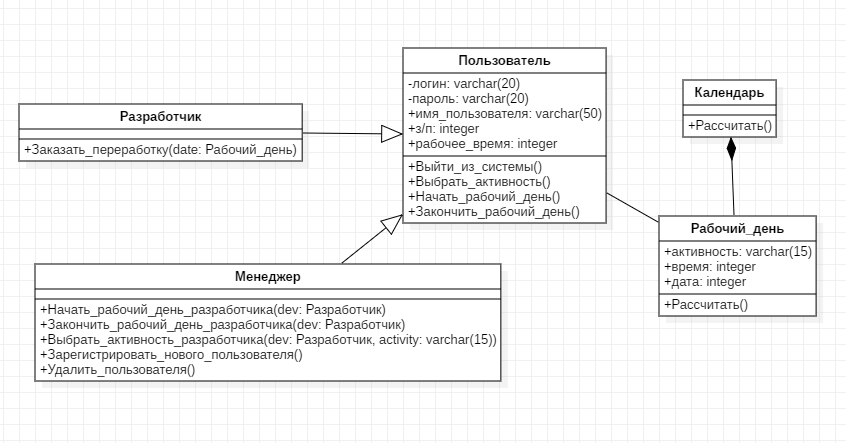 Пользователь
-логин: varchar(20)
-пароль: varchar(20)
+имя_пользователя: varchar(50)
+з/п: integer
+рабочее_время: integer
+Выйти_из_системы()
+Выбрать_активность()
+Начать_рабочий_день()
+Закончить_рабочий_день()
Календарь
+Рассчитать()
Разработчик
+Заказать_переработку(date: Рабочий_день)
Рабочий_день
+активность: varchar(15)
+время: integer
+дата: integer
+Рассчитать()
Менеджер
+Начать_рабочий_день_разработчика(dev: Разработчик)
+Закончить_рабочий_день_разработчика(dev: Разработчик)
+Выбрать_активность_разработчика(dev: Разработчик, activity: varchar(15))
+Зарегистрировать_нового_пользователя()
+Удалить_пользователя()